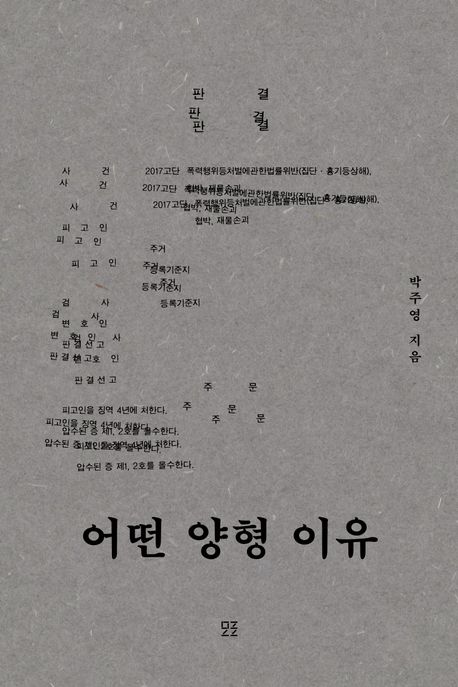 판 결
판 결
판 결
사 건 2017고단 폭력행위등처벌에관한법률위반(집단 · 흉기등상해),
협박, 재물손괴
사 건 2017고단 폭력행위등처벌에관한법률위반(집단 · 흉기등상해),
협박, 재물손괴
사 건 2017고단 폭력행위등처벌에관한법률위반(집단 · 흉기등상해),
협박, 재물손괴
피 고 인
주거
등록기준지
피 고 인
주거
등록기준지
피 고 인
주거
등록기준지
검 사
변 호 인
판 결 선 고
검 사
변 호 인
판 결 선 고
검 사
변 호 인
판 결 선 고
주 문
주 문
주 문
피고인을 징역 4년에 처한다.
압수된 증 제1, 2호를 몰수한다.
피고인을 징역 4년에 처한다.
압수된 증 제1, 2호를 몰수한다.
피고인을 징역 4년에 처한다.
압수된 증 제1, 2호를 몰수한다.
박주영 지음
어떤 양형 이유